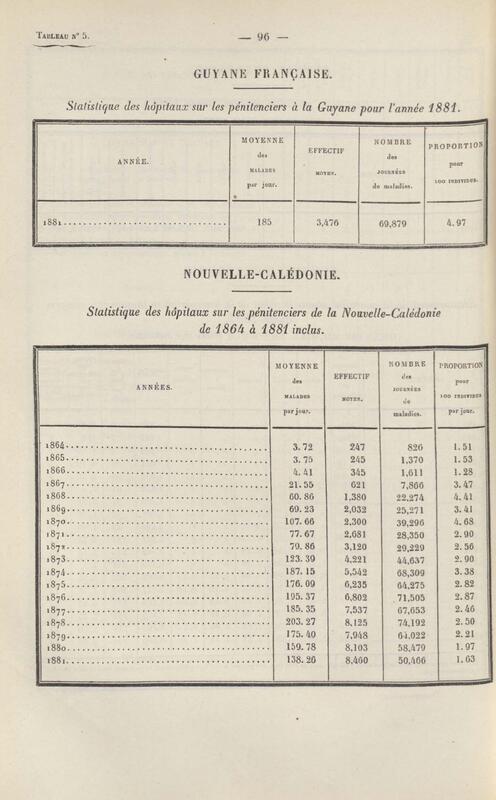 TABLEAU N° 5.
— 96 —
GUYANE FRANÇAISE.
Statistique des hôpitaux sur les pénitenciers à la Guyane pour l'année 1881.
ANNÉE. MOYENNE des MALADES par jour. EFFECTIF MOYEN. NOMBRE des JOURNÉES de maladies. PROPORTION pour 100 INDIVIDUS.
1881 185 3,476 69,879 4.97
NOUVELLE-CALÉDONIE.
Statistique des hôpitaux sur les pénitenciers de la Nouvelle-Calédonie
de 1864 à 1881 inclus.
ANNÉES. MOYENNE des MALADES par jour. EFFECTIF MOYEN. NOMBRE des JOURNÉES de maladies. PROPORTION pour 100 INDIVIDUS par jour.
1864 3.72 247 826 1.51
1865 3.75 245 1,370 1.53
1866 4.41 345 1,611 1.28
1867 21.55 621 7,866 3.47
1868 60.86 1,380 22,274 4.41
1869 69.23 2,032 25,271 3.41
1870 107.66 2,300 39,296 4.68
1871 77.67 2,681 28,350 2.90
1872 79.86 3,120 29,229 2.56
1873 123.39 4,221 44,637 2.90
1874 187.15 5,542 68,309 3.38
1875 176.09 6,235 64,275 2.82
1876 195.37 6,802 71,505 2.87
1877 185.35 7,537 67,653 2.46
1878 203.27 8,125 74,192 2.50
1879 175.40 7,948 64,022 2.21
1880 159.78 8,103 58,479 1.97
1881 138.26 8,460 50,466 1.63